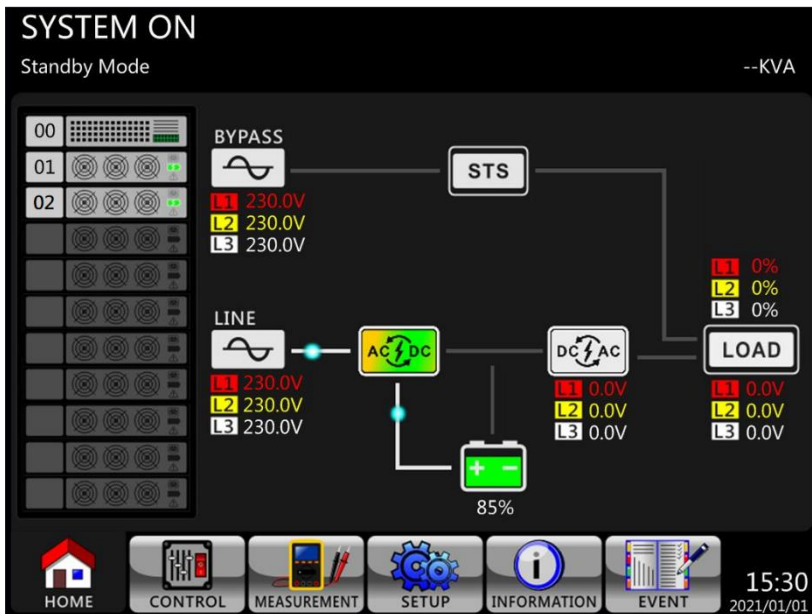 SYSTEM ON
Standby Mode
--KVA
00
01
02
BYPASS
L1 230.0V
L2 230.0V
L3 230.0V
STS
L1 0%
L2 0%
L3 0%
LINE
L1 230.0V
L2 230.0V
L3 230.0V
AC DC
DC AC
L1 0.0V
L2 0.0V
L3 0.0V
LOAD
L1 0.0V
L2 0.0V
L3 0.0V
+ −
85%
HOME
CONTROL
MEASUREMENT
SETUP
INFORMATION
EVENT
15:30
2021/01/01